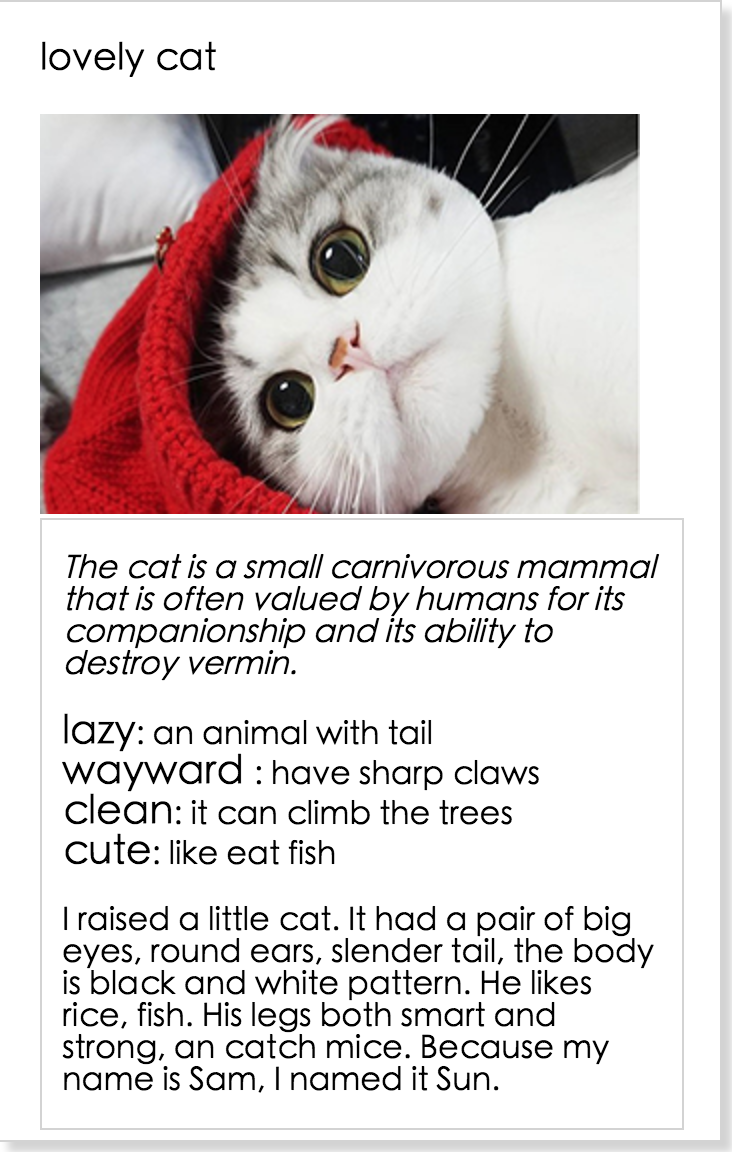 lovely cat
The cat is a small carnivorous mammal
that is often valued by humans for its
companionship and its ability to
destroy vermin.
lazy: an animal with tail
wayward : have sharp claws
clean: it can climb the trees
cute: like eat fish
I raised a little cat. It had a pair of big
eyes, round ears, slender tail, the body
is black and white pattern. He likes
rice, fish. His legs both smart and
strong, an catch mice. Because my
name is Sam, I named it Sun.